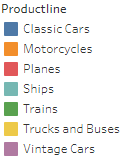 Productline
Classic Cars
Motorcycles
Planes
Ships
Trains
Trucks and Buses
Vintage Cars